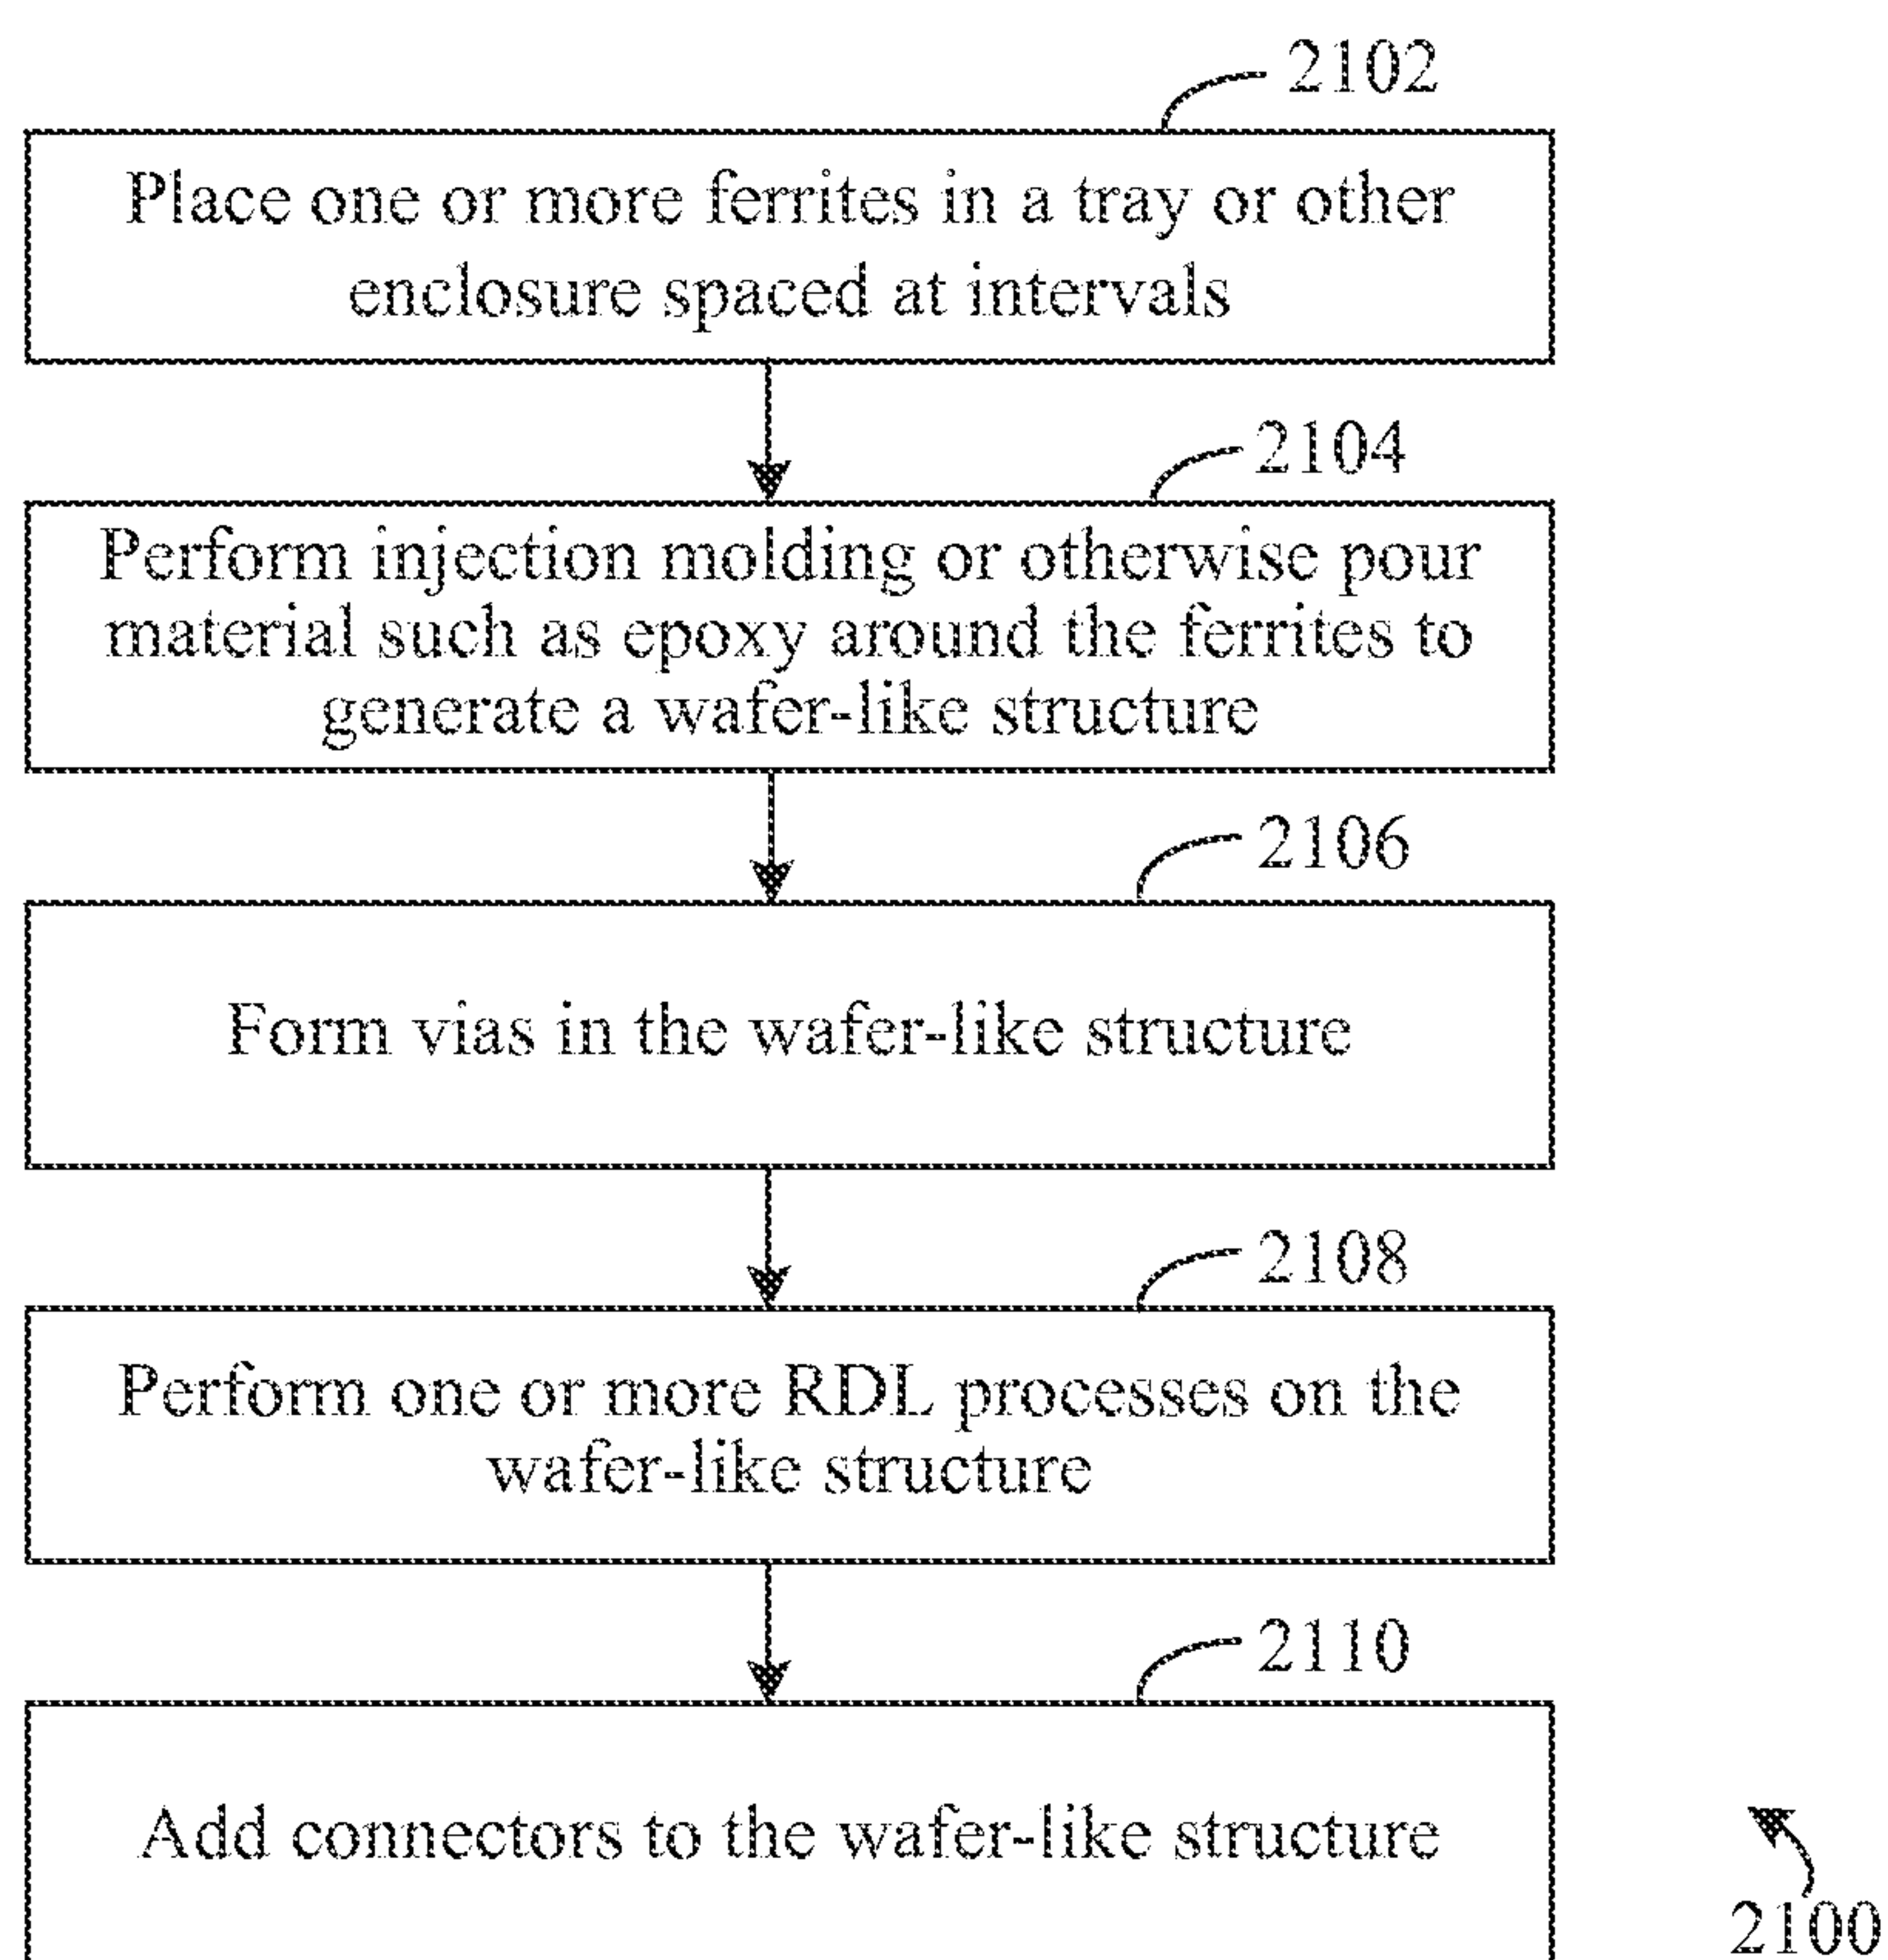 2102
Place one or more ferrites in a tray or other
enclosure spaced at intervals
2104
Perform injection molding or otherwise pour
material such as epoxy around the ferrites to
generate a wafer-like structure
2106
Form vias in the wafer-like structure
2108
Perform one or more RDL processes on the
wafer-like structure
2110
Add connectors to the wafer-like structure
2100